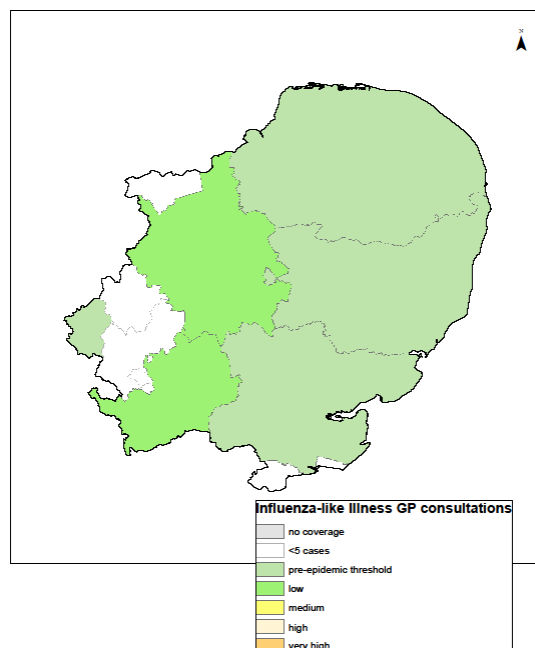 N
Influenza-like Illness GP consultations
no coverage
<5 cases
pre-epidemic threshold
low
medium
high
very high